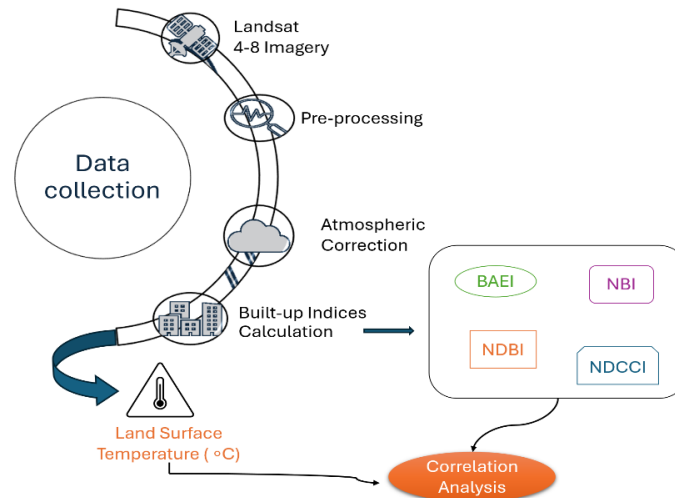 Landsat
4-8 Imagery
Pre-processing
Data
collection
Atmospheric
Correction
Built-up Indices
Calculation
BAEI
NBI
NDBI
NDCCI
Land Surface
Temperature ( ∘C)
Correlation
Analysis